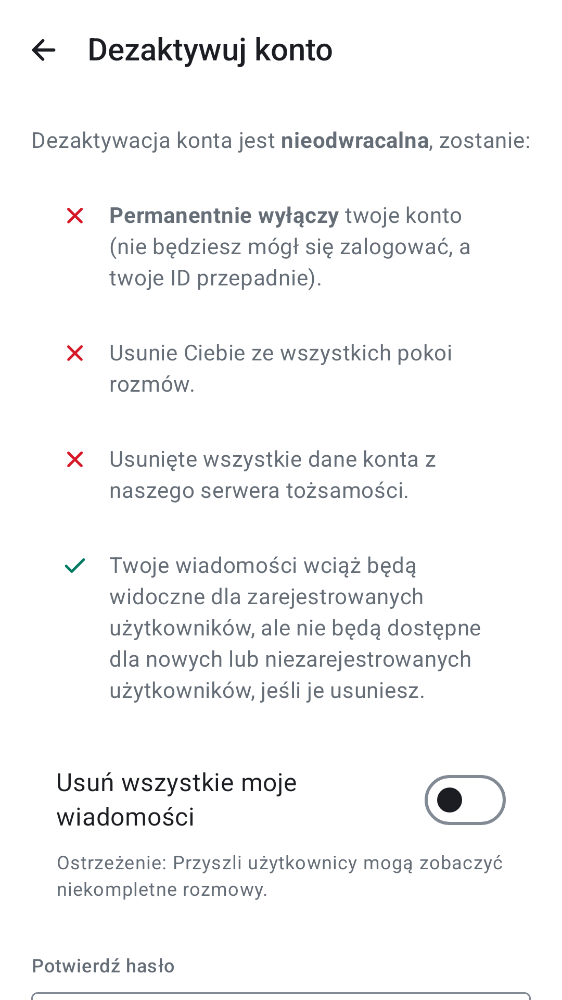 Dezaktywuj konto
Dezaktywacja konta jest nieodwracalna, zostanie:
Permanentnie wyłączy twoje konto
(nie będziesz mógł się zalogować, a
twoje ID przepadnie).
Usunie Ciebie ze wszystkich pokoi
rozmów.
Usunięte wszystkie dane konta z
naszego serwera tożsamości.
Twoje wiadomości wciąż będą
widoczne dla zarejestrowanych
użytkowników, ale nie będą dostępne
dla nowych lub niezarejestrowanych
użytkowników, jeśli je usuniesz.
Usuń wszystkie moje
wiadomości
Ostrzeżenie: Przyszli użytkownicy mogą zobaczyć
niekompletne rozmowy.
Potwierdź hasło